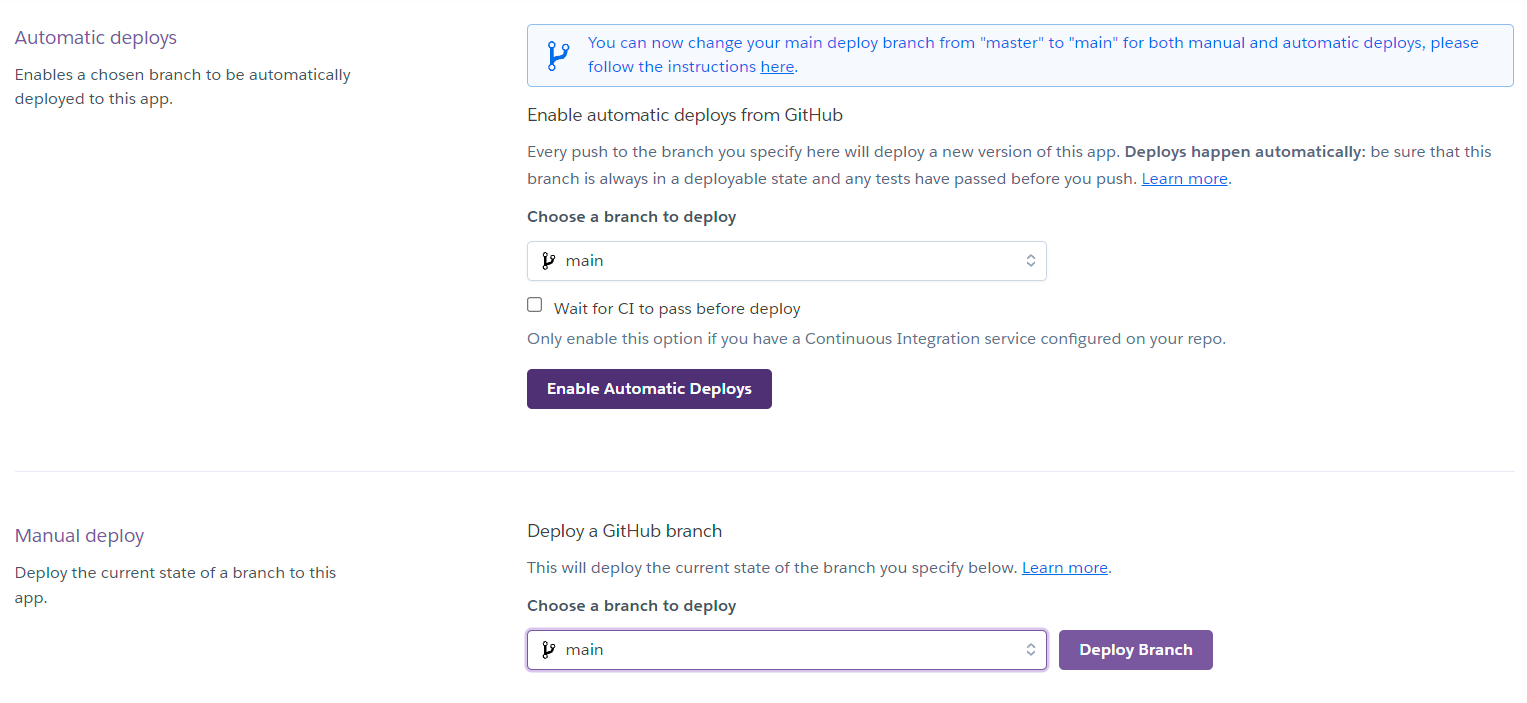 Automatic deploys
Enables a chosen branch to be automatically
deployed to this app.
You can now change your main deploy branch from "master" to "main" for both manual and automatic deploys, please
follow the instructions here.
Enable automatic deploys from GitHub
Every push to the branch you specify here will deploy a new version of this app. Deploys happen automatically: be sure that this
branch is always in a deployable state and any tests have passed before you push. Learn more.
Choose a branch to deploy
main
Wait for CI to pass before deploy
Only enable this option if you have a Continuous Integration service configured on your repo.
Enable Automatic Deploys
Manual deploy
Deploy the current state of a branch to this
app.
Deploy a GitHub branch
This will deploy the current state of the branch you specify below. Learn more.
Choose a branch to deploy
main
Deploy Branch